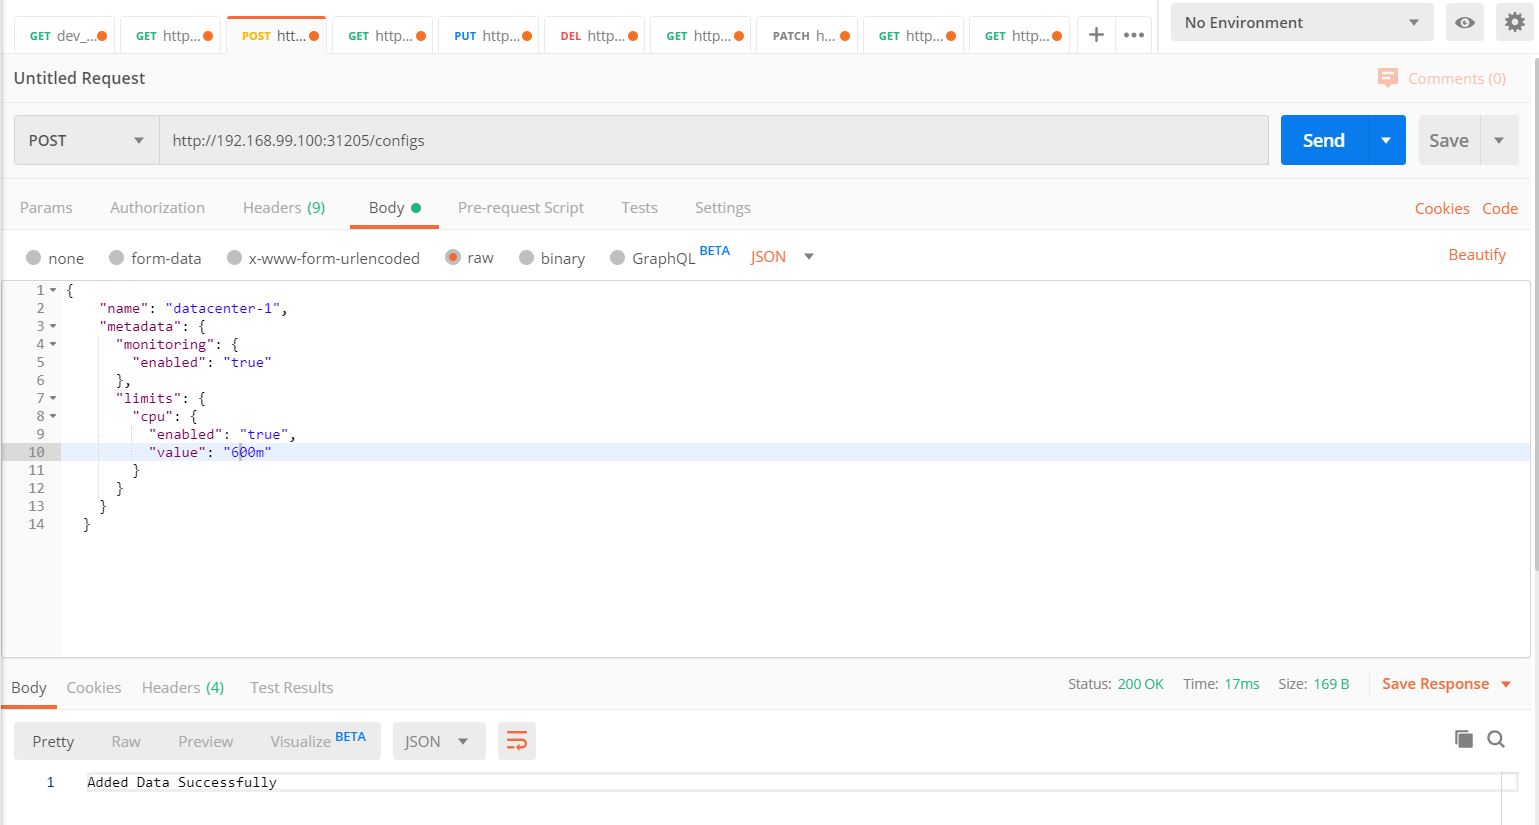 GET dev_... GET http... POST htt... GET http... PUT http... DEL http... GET http... PATCH h... GET http... GET http... + ••• No Environment
Untitled Request Comments (0)
POST http://192.168.99.100:31205/configs Send Save
Params Authorization Headers (9) Body Pre-request Script Tests Settings Cookies Code
none form-data x-www-form-urlencoded raw binary GraphQL BETA JSON Beautify
1 {
2 "name": "datacenter-1",
3 "metadata": {
4 "monitoring": {
5 "enabled": "true"
6 },
7 "limits": {
8 "cpu": {
9 "enabled": "true",
10 "value": "600m"
11 }
12 }
13 }
14 }
Body Cookies Headers (4) Test Results Status: 200 OK Time: 17ms Size: 169 B Save Response
Pretty Raw Preview Visualize BETA JSON
1 Added Data Successfully